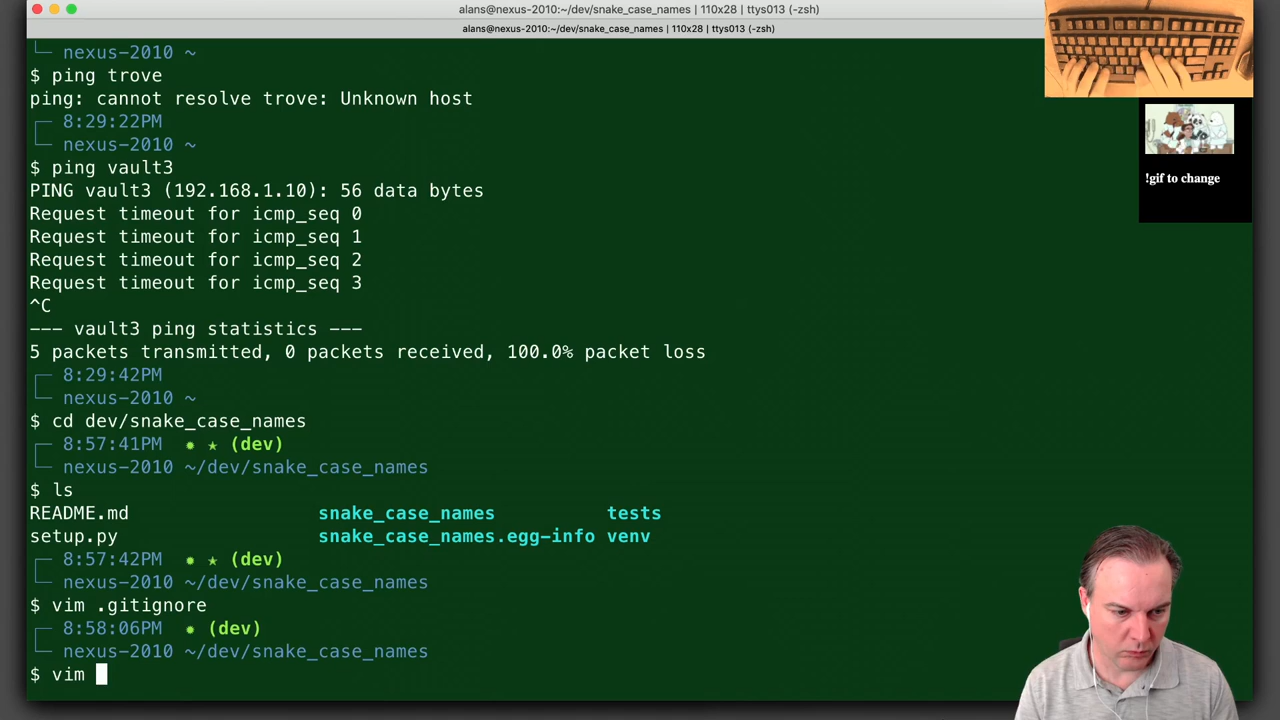 alans@nexus-2010:~/dev/snake_case_names | 110x28 | ttys013 (-zsh)
alans@nexus-2010:~/dev/snake_case_names | 110x28 | ttys013 (-zsh)
nexus-2010 ~
$ ping trove
ping: cannot resolve trove: Unknown host
8:29:22PM
nexus-2010 ~
$ ping vault3
PING vault3 (192.168.1.10): 56 data bytes
Request timeout for icmp_seq 0
Request timeout for icmp_seq 1
Request timeout for icmp_seq 2
Request timeout for icmp_seq 3
^C
--- vault3 ping statistics ---
5 packets transmitted, 0 packets received, 100.0% packet loss
8:29:42PM
nexus-2010 ~
$ cd dev/snake_case_names
8:57:41PM ✹ ★ (dev)
nexus-2010 ~/dev/snake_case_names
$ ls
README.md snake_case_names tests
setup.py snake_case_names.egg-info venv
8:57:42PM ✹ ★ (dev)
nexus-2010 ~/dev/snake_case_names
$ vim .gitignore
8:58:06PM ✹ (dev)
nexus-2010 ~/dev/snake_case_names
$ vim
!gif to change